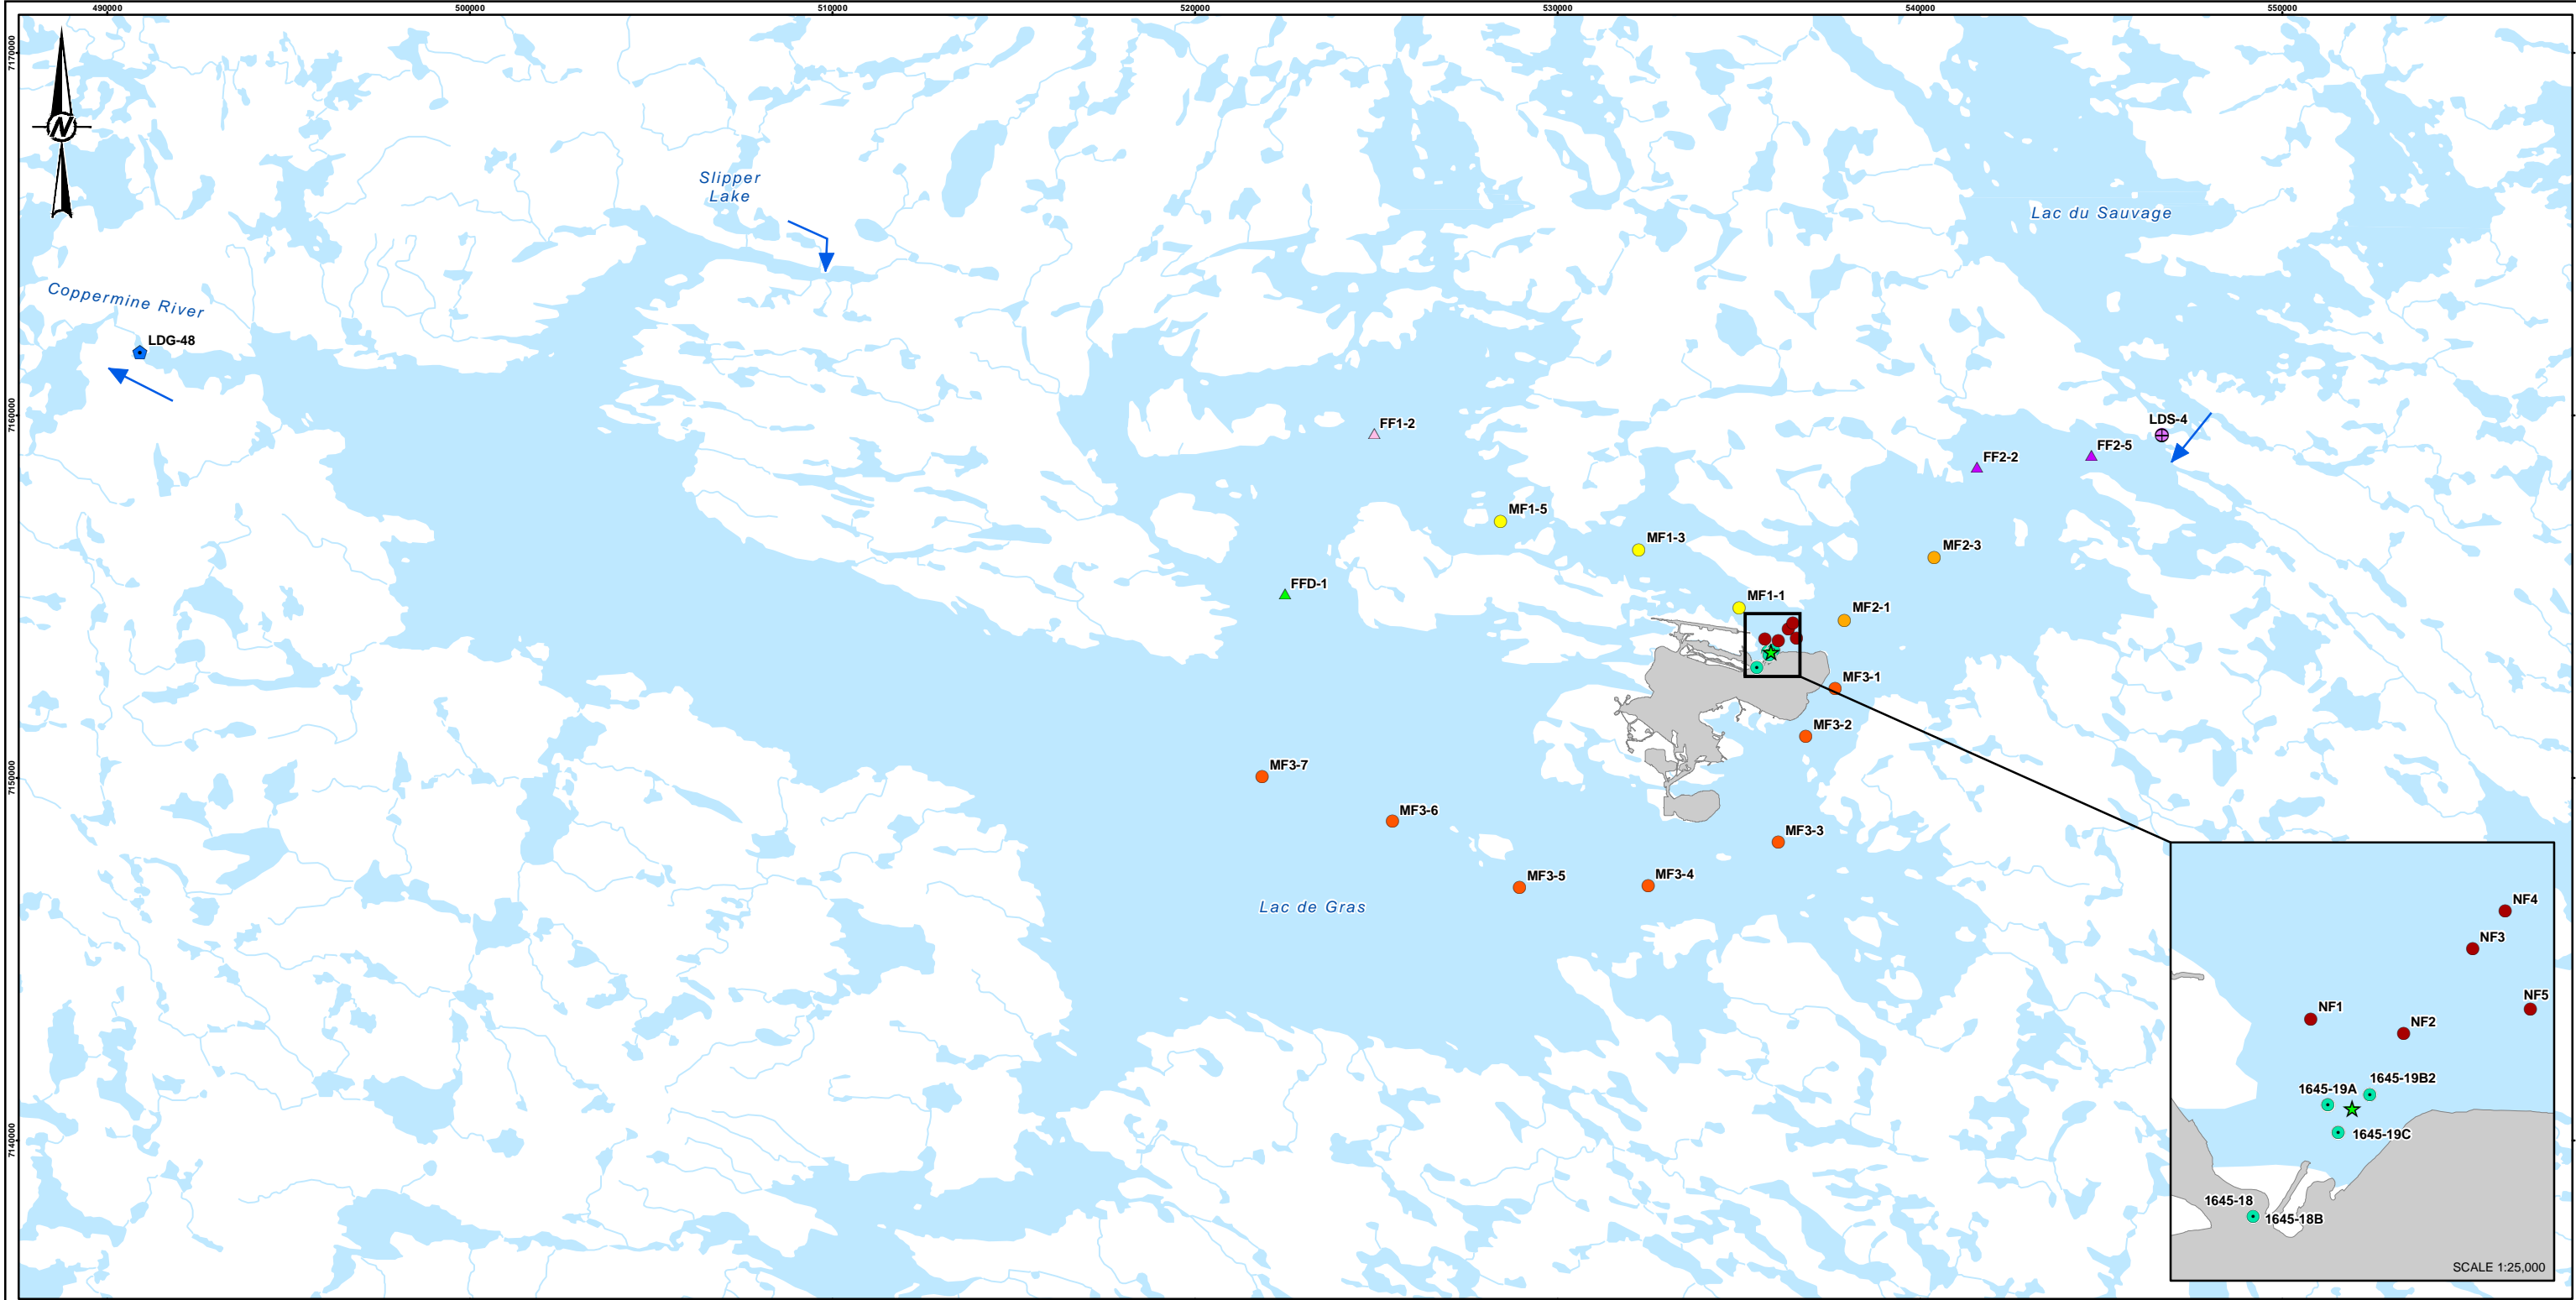 490000
500000
510000
520000
530000
540000
550000
7170000
7160000
7150000
7140000
N
Slipper
Lake
Lac du Sauvage
Coppermine River
LDG-48
FF1-2
LDS-4
FF2-5
FF2-2
MF1-5
MF1-3
MF2-3
FFD-1
MF1-1
MF2-1
MF3-1
MF3-2
MF3-7
MF3-6
MF3-3
MF3-5
MF3-4
Lac de Gras
NF4
NF3
NF5
NF1
NF2
1645-19B2
1645-19A
1645-19C
1645-18
1645-18B
SCALE 1:25,000